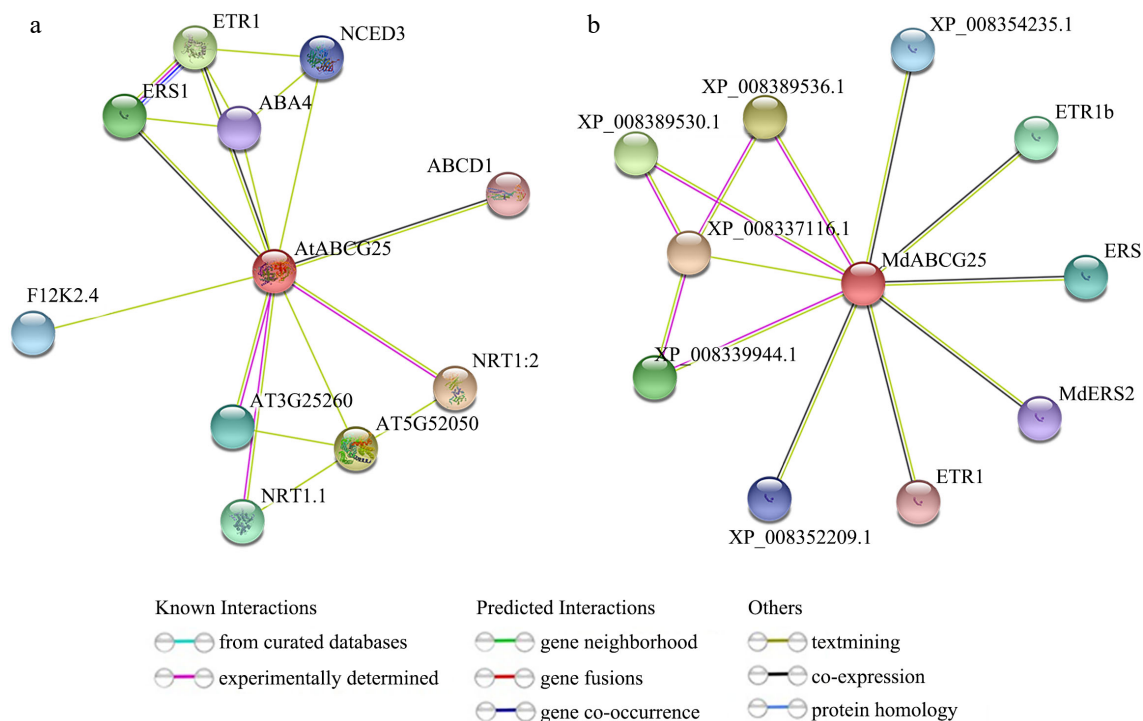 a
ETR1
NCED3
ERS1
ABA4
ABCD1
AtABCG25
F12K2.4
NRT1:2
AT3G25260
AT5G52050
NRT1.1
b
XP_008354235.1
XP_008389536.1
XP_008389530.1
ETR1b
XP_008337116.1
MdABCG25
ERS
XP_008339944.1
MdERS2
ETR1
XP_008352209.1
Known Interactions
from curated databases
experimentally determined
Predicted Interactions
gene neighborhood
gene fusions
gene co-occurrence
Others
textmining
co-expression
protein homology